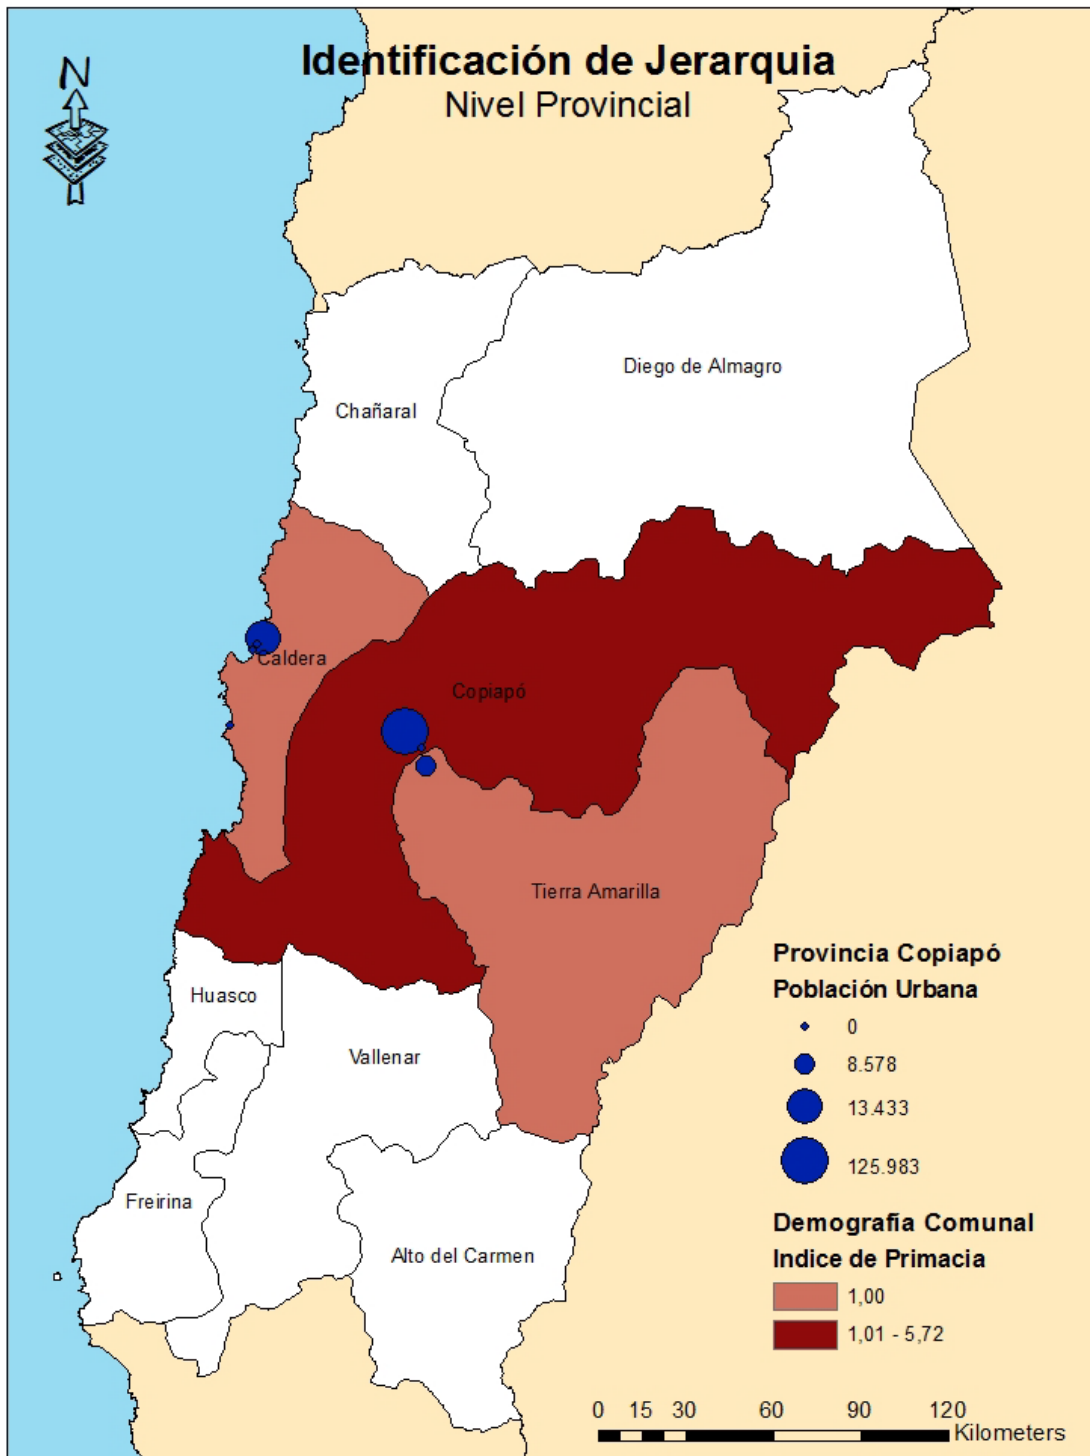 Identificación de Jerarquia
Nivel Provincial
N
Diego de Almagro
Chañaral
Caldera
Copiapó
Tierra Amarilla
Huasco
Vallenar
Freirina
Alto del Carmen
Provincia Copiapó
Población Urbana
0
8.578
13.433
125.983
Demografía Comunal
Indice de Primacia
1,00
1,01 - 5,72
0 15 30 60 90 120
Kilometers